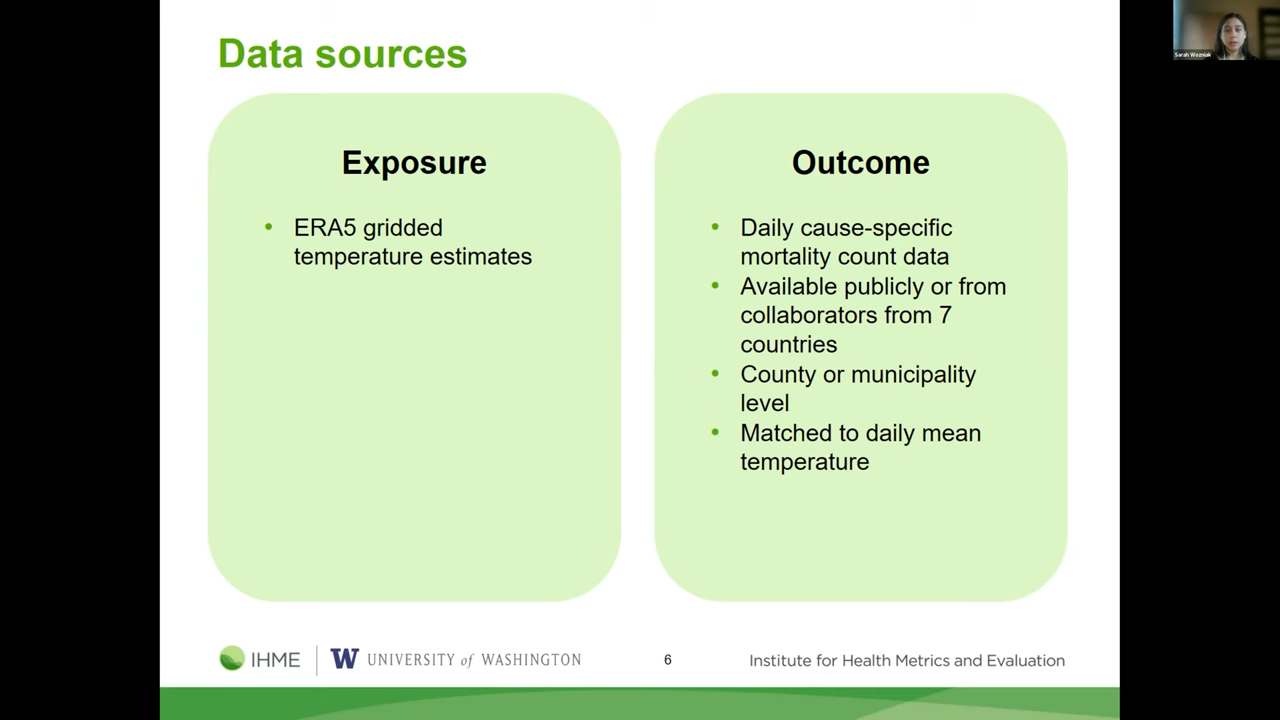 Data sources
Exposure
• ERA5 gridded
temperature estimates
Outcome
• Daily cause-specific
mortality count data
• Available publicly or from
collaborators from 7
countries
• County or municipality
level
• Matched to daily mean
temperature
IHME
W UNIVERSITY of WASHINGTON
6
Institute for Health Metrics and Evaluation
Sarah Wozniak